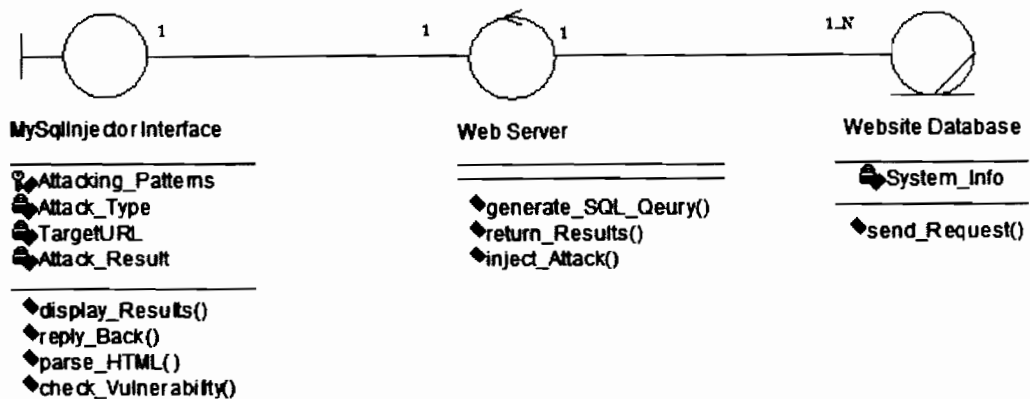 1 1 1 1..N
MySqlInjector Interface
Attacking_Patterns
Attack_Type
TargetURL
Attack_Result
display_Results()
reply_Back()
parse_HTML()
check_Vulnerability()
Web Server
generate_SQL_Qeury()
return_Results()
inject_Attack()
Website Database
System_Info
send_Request()